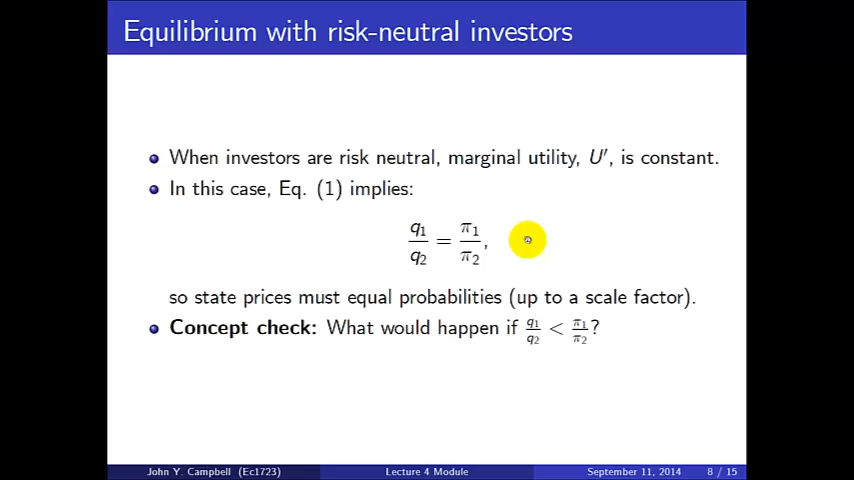 Equilibrium with risk-neutral investors
When investors are risk neutral, marginal utility, U′, is constant.
In this case, Eq. (1) implies:
q₁/q₂ = π₁/π₂,
so state prices must equal probabilities (up to a scale factor).
Concept check: What would happen if q₁/q₂ < π₁/π₂?
John Y. Campbell (Ec1723) Lecture 4 Module September 11, 2014 8 / 15